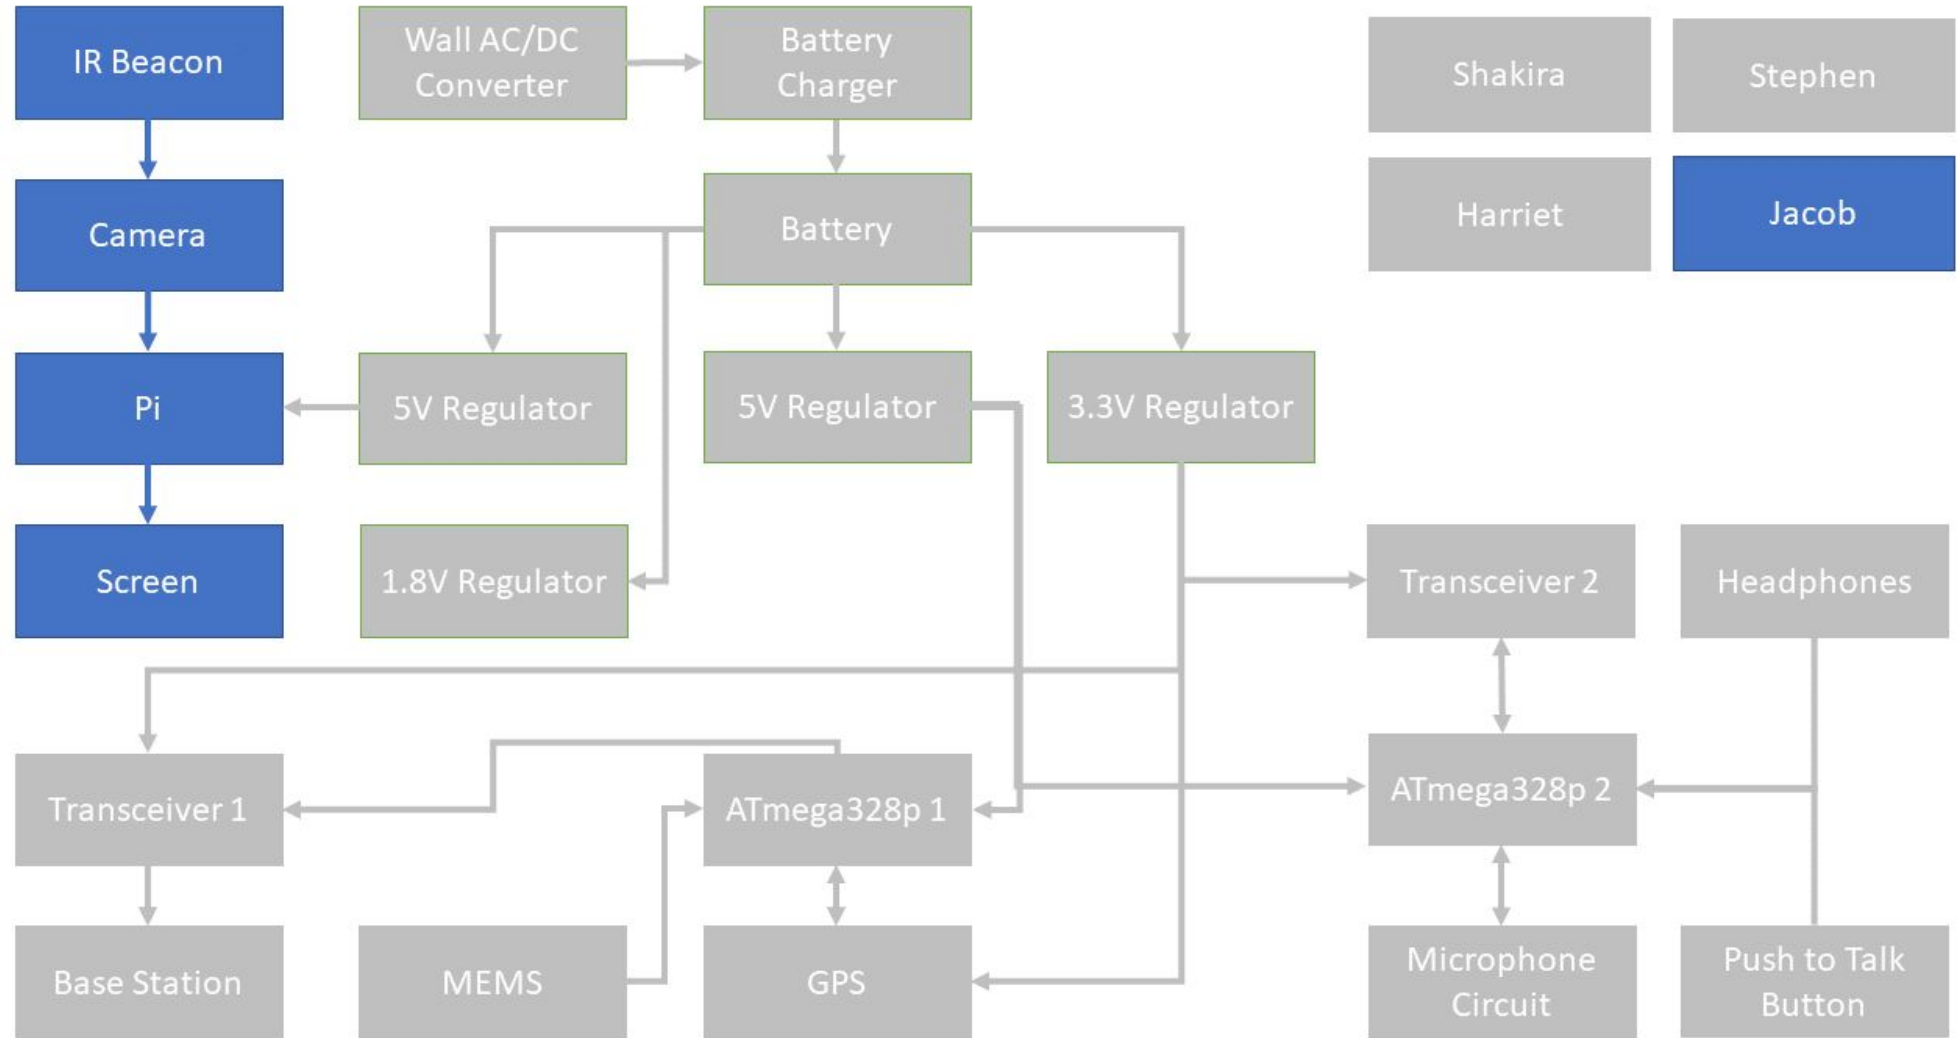 IR Beacon
Wall AC/DC
Converter
Battery
Charger
Shakira
Stephen
Camera
Battery
Harriet
Jacob
Pi
5V Regulator
5V Regulator
3.3V Regulator
Screen
1.8V Regulator
Transceiver 2
Headphones
Transceiver 1
ATmega328p 1
ATmega328p 2
Base Station
MEMS
GPS
Microphone
Circuit
Push to Talk
Button